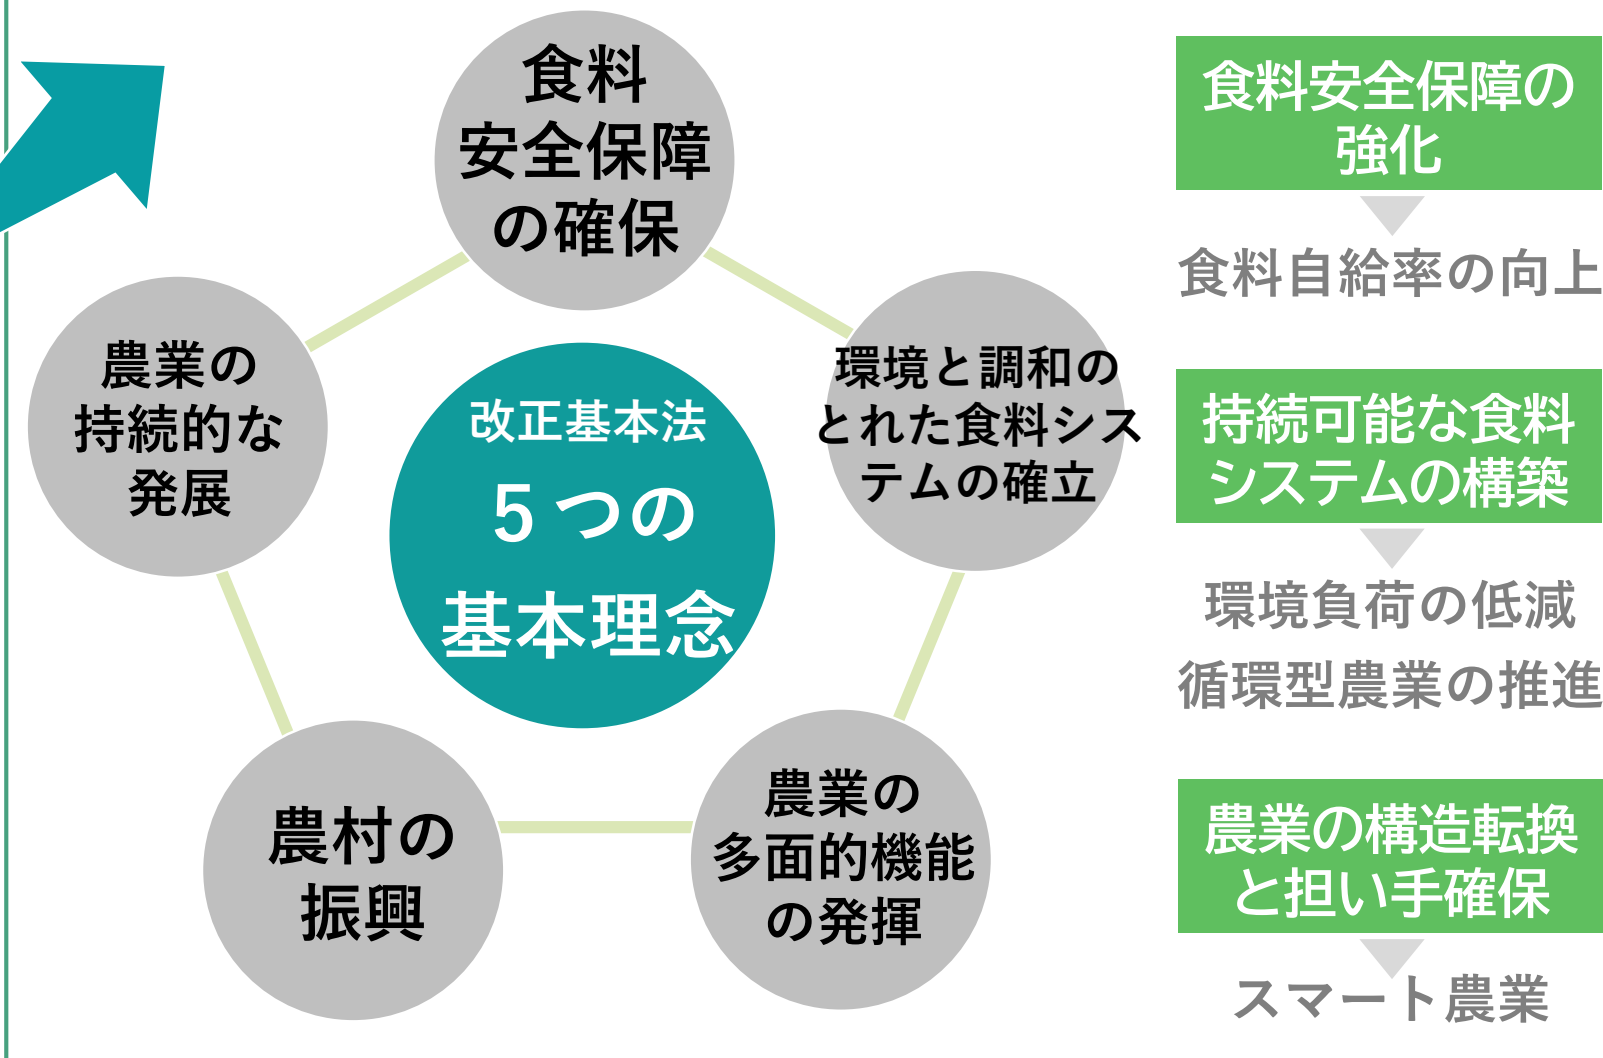 食料
安全保障
の確保
農業の
持続的な
発展
改正基本法
5つの
基本理念
環境と調和の
とれた食料シス
テムの確立
農村の
振興
農業の
多面的機能
の発揮
食料安全保障の
強化
食料自給率の向上
持続可能な食料
システムの構築
環境負荷の低減
循環型農業の推進
農業の構造転換
と担い手確保
スマート農業